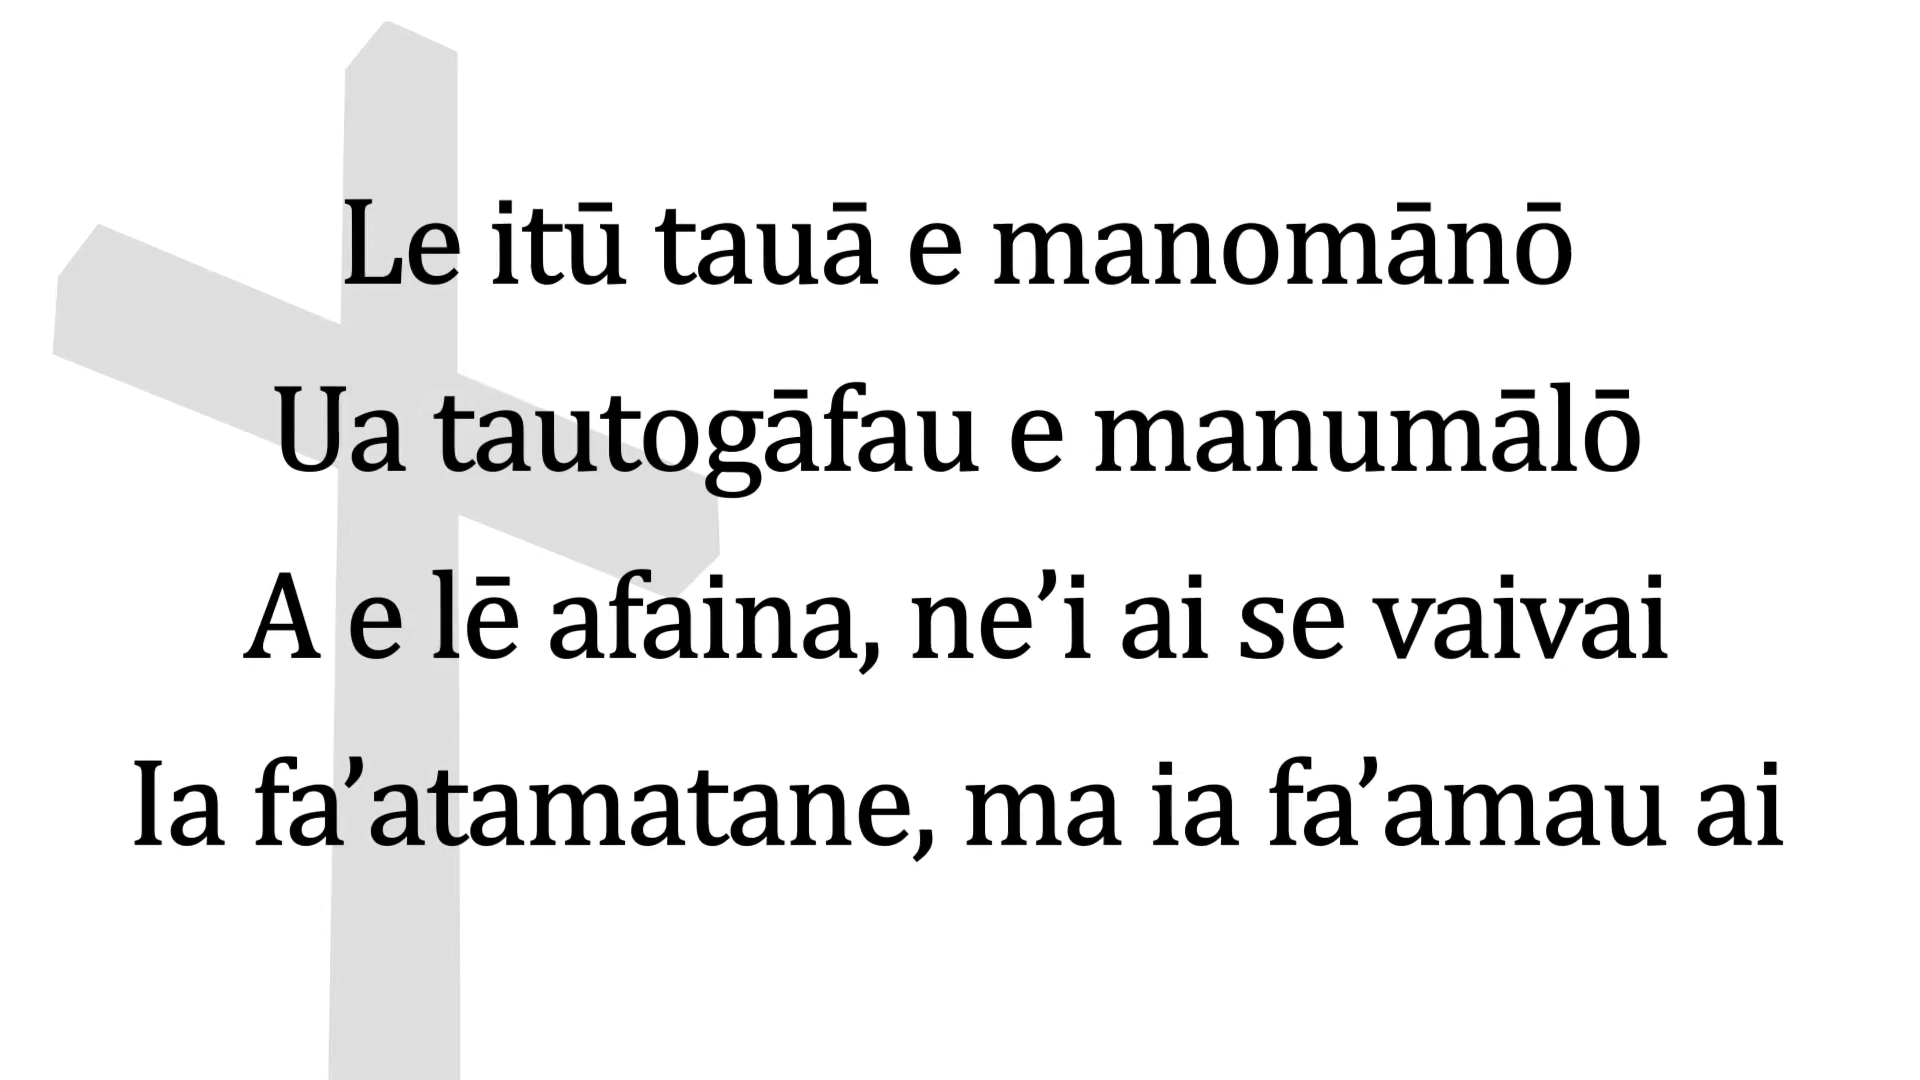 Le itū tauā e manomānō
Ua tautogāfau e manumālō
A e lē afaina, ne’i ai se vaivai
Ia fa’atamatane, ma ia fa’amau ai